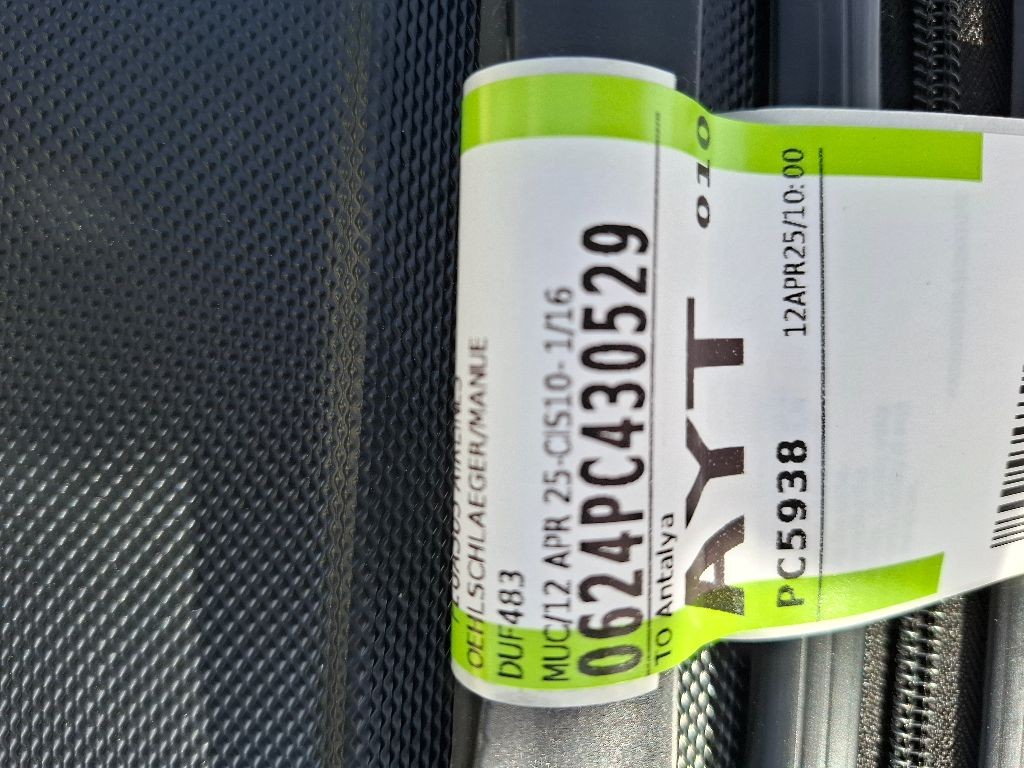 OEHLSCHLAEGER/MANUE
DUF483
MUC/12 APR 25-CIS10- 1/16
0624PC430529
TO Antalya
010
AYT
PC5938 12APR25/10:00